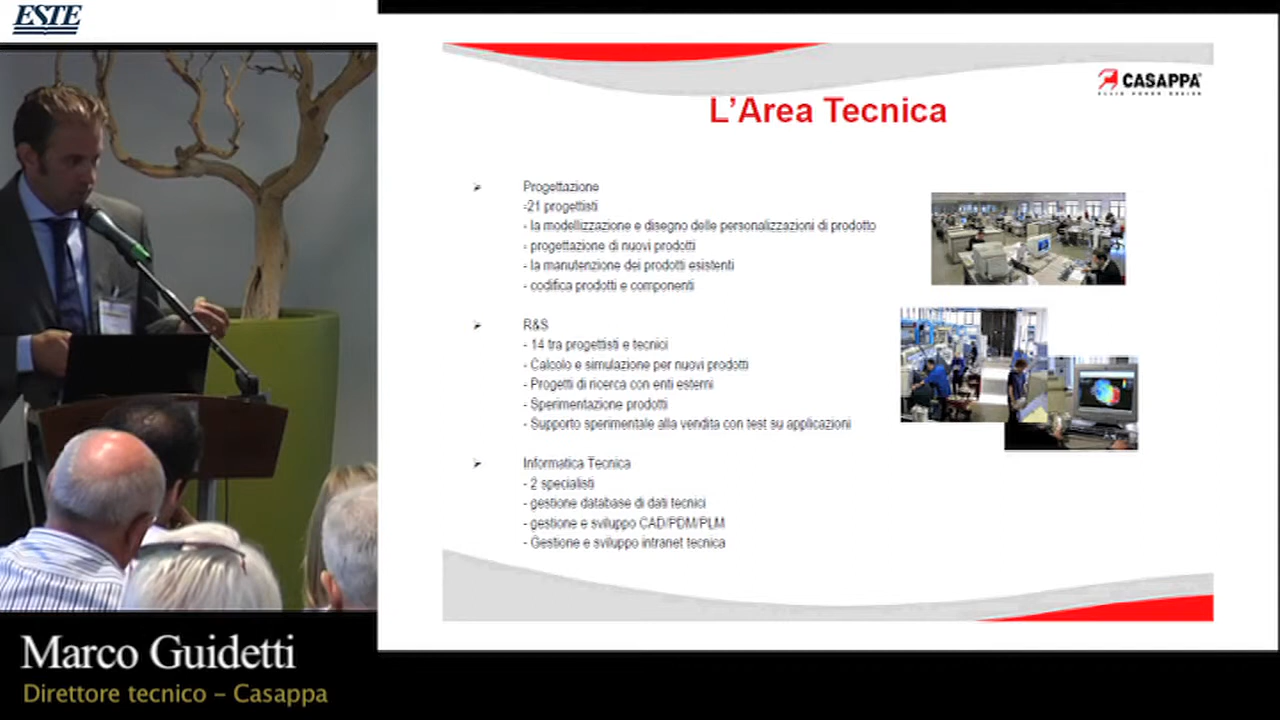 ESTE
CASAPPA
FLUID POWER DESIGN
L'Area Tecnica
Progettazione
-21 progettisti
- la modellizzazione e disegno delle personalizzazioni di prodotto
- progettazione di nuovi prodotti
- la manutenzione dei prodotti esistenti
- codifica prodotti e componenti
R&S
- 14 tra progettisti e tecnici
- Calcolo e simulazione per nuovi prodotti
- Progetti di ricerca con enti esterni
- Sperimentazione prodotti
- Supporto sperimentale alla vendita con test su applicazioni
Informatica Tecnica
- 2 specialisti
- gestione database di dati tecnici
- gestione e sviluppo CAD/PDM/PLM
- Gestione e sviluppo intranet tecnica
Marco Guidetti
Direttore tecnico – Casappa